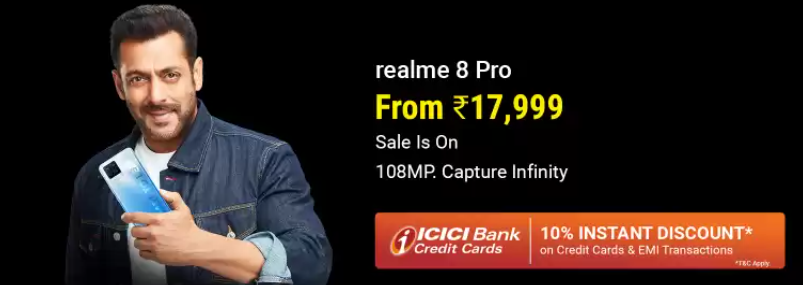 realme 8 Pro
From ₹17,999
Sale Is On
108MP. Capture Infinity
ICICI Bank
Credit Cards
10% INSTANT DISCOUNT*
on Credit Cards & EMI Transactions
*T&C Apply.